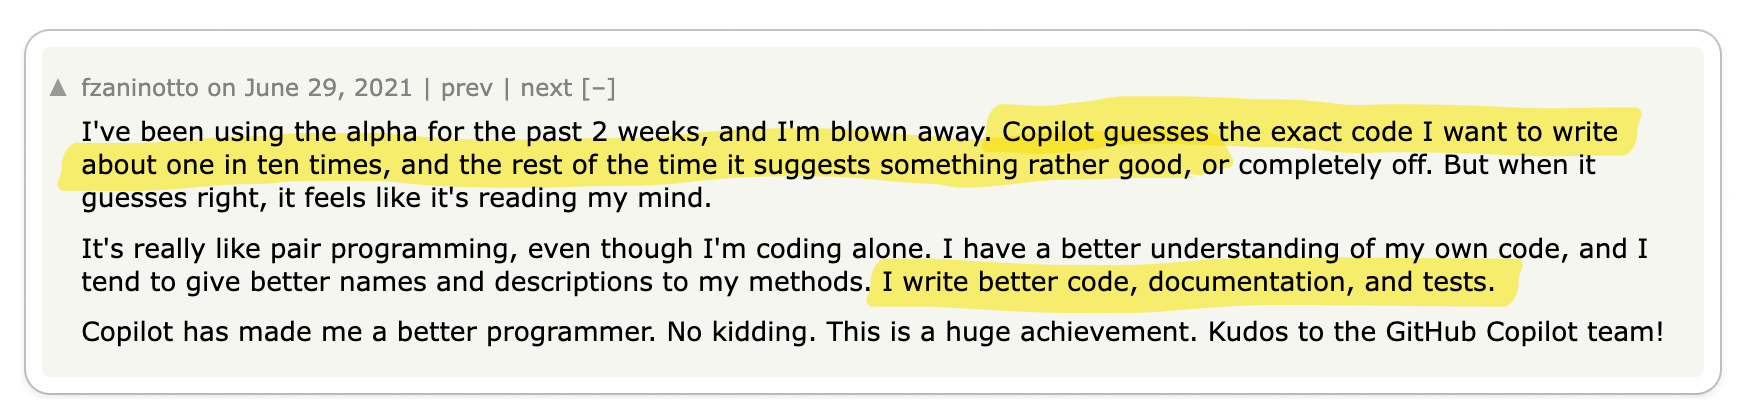 ▲ fzaninotto on June 29, 2021 | prev | next [–]
I've been using the alpha for the past 2 weeks, and I'm blown away. Copilot guesses the exact code I want to write
about one in ten times, and the rest of the time it suggests something rather good, or completely off. But when it
guesses right, it feels like it's reading my mind.
It's really like pair programming, even though I'm coding alone. I have a better understanding of my own code, and I
tend to give better names and descriptions to my methods. I write better code, documentation, and tests.
Copilot has made me a better programmer. No kidding. This is a huge achievement. Kudos to the GitHub Copilot team!